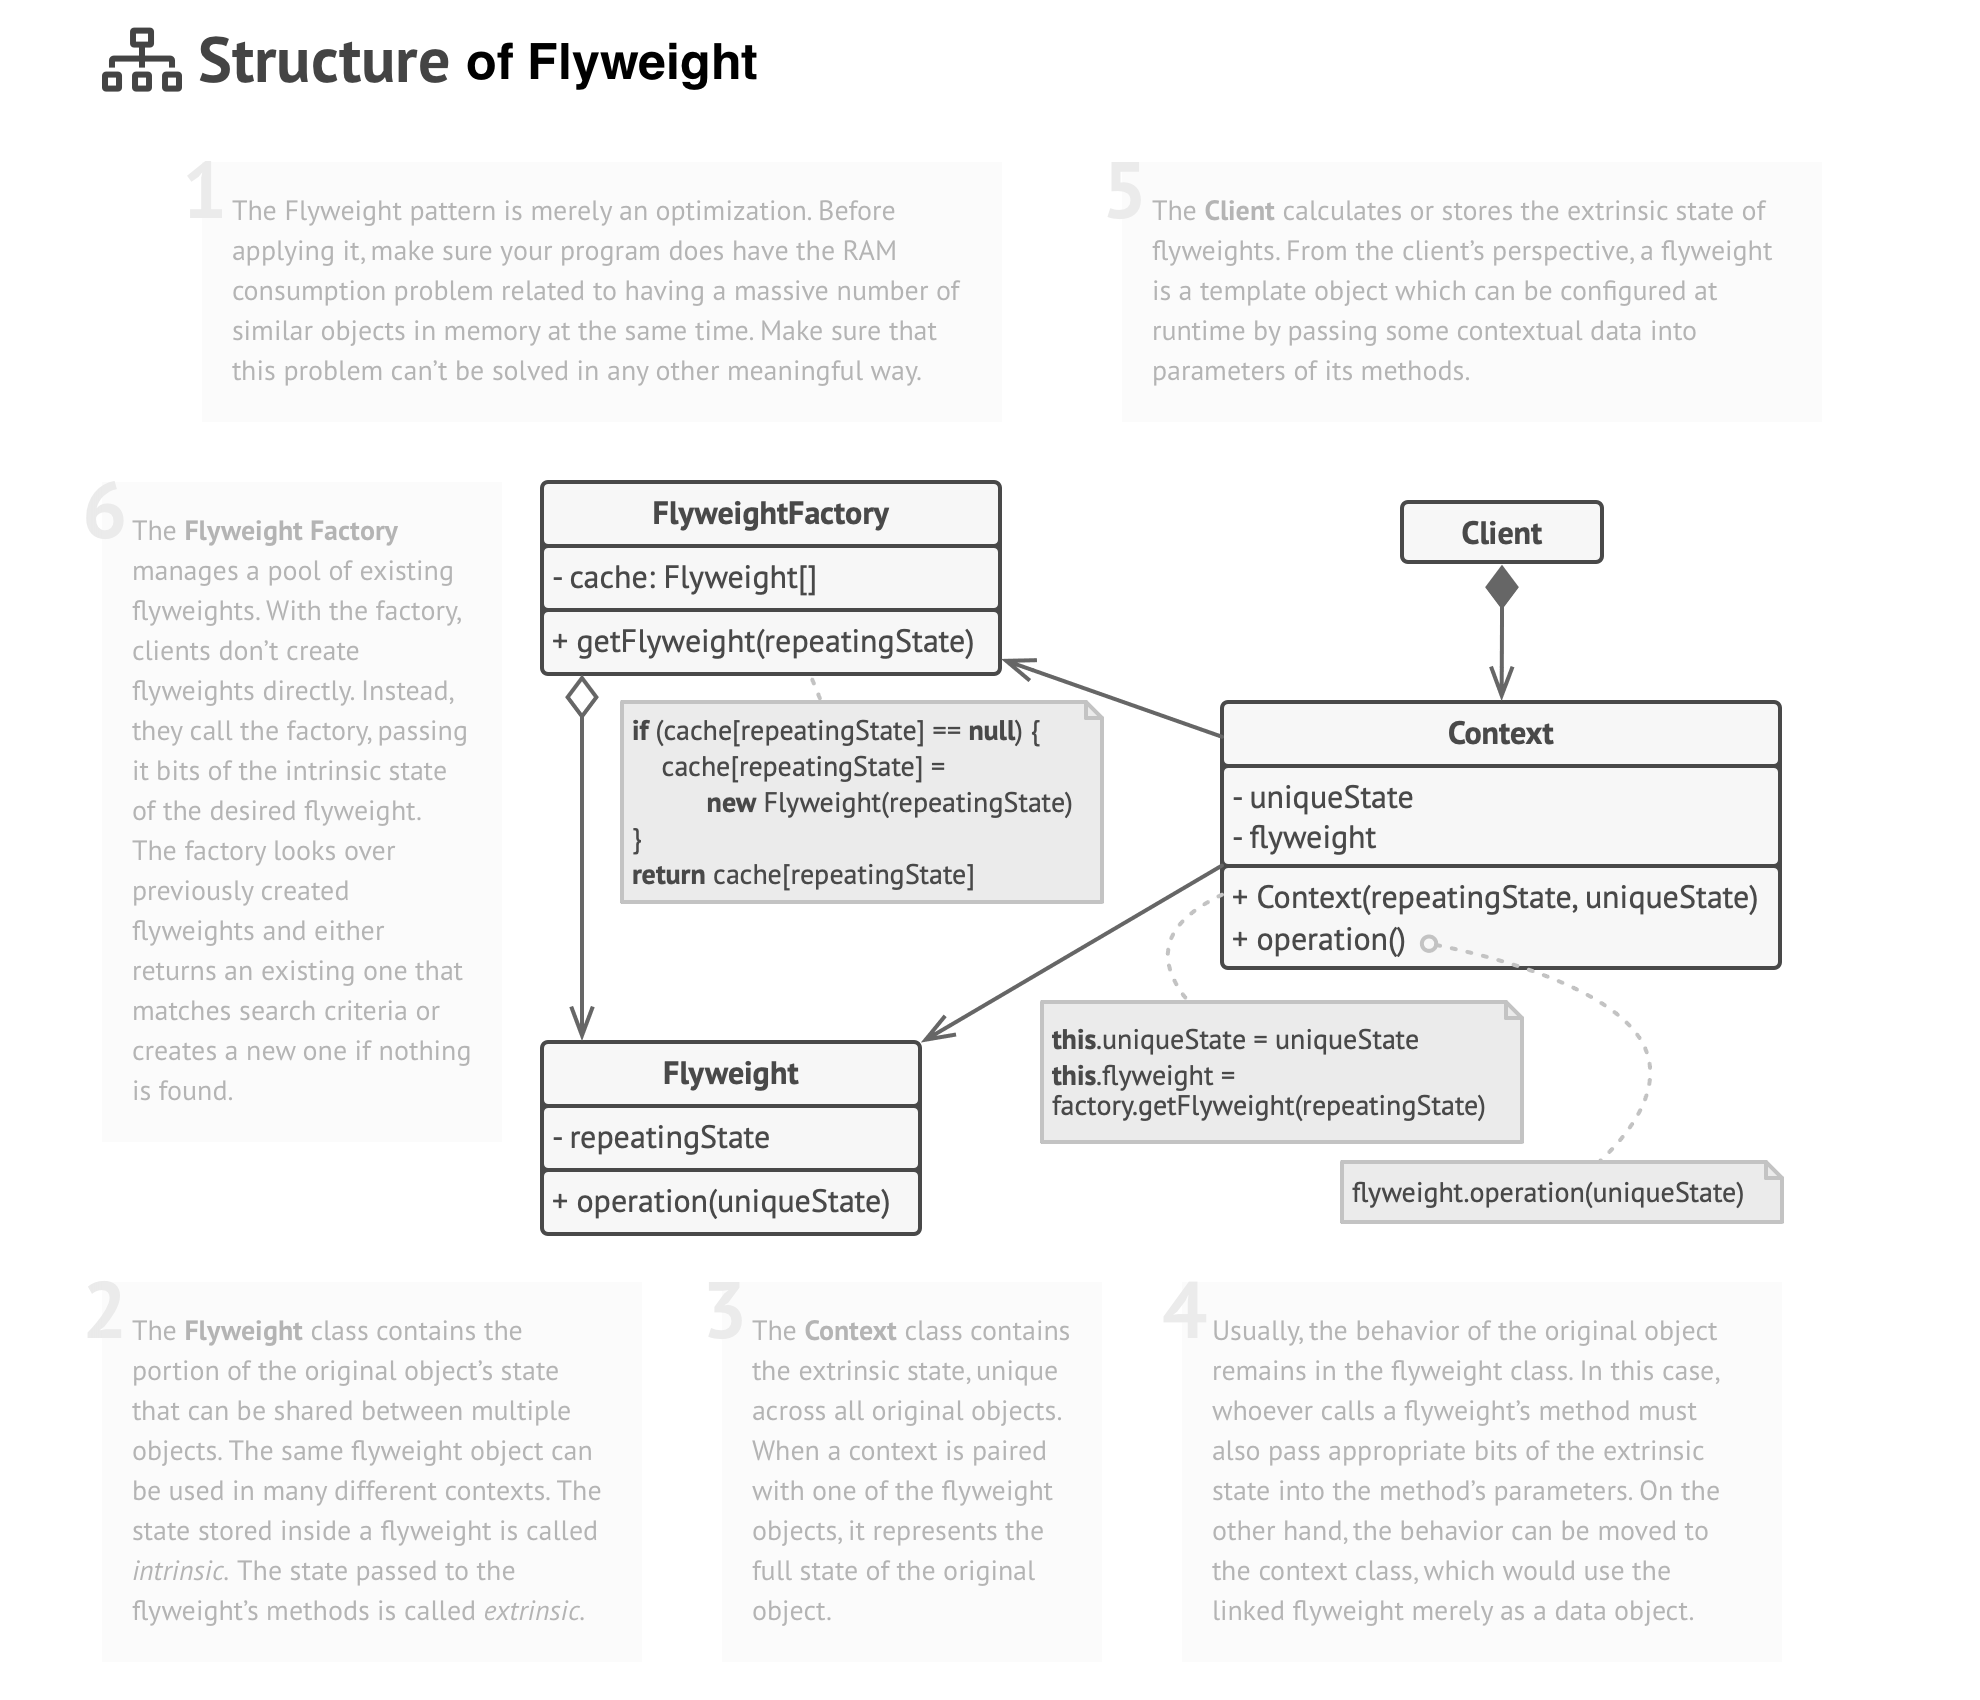 Structure of Flyweight
1
The Flyweight pattern is merely an optimization. Before
applying it, make sure your program does have the RAM
consumption problem related to having a massive number of
similar objects in memory at the same time. Make sure that
this problem can’t be solved in any other meaningful way.
5
The Client calculates or stores the extrinsic state of
flyweights. From the client’s perspective, a flyweight
is a template object which can be configured at
runtime by passing some contextual data into
parameters of its methods.
6
The Flyweight Factory
manages a pool of existing
flyweights. With the factory,
clients don’t create
flyweights directly. Instead,
they call the factory, passing
it bits of the intrinsic state
of the desired flyweight.
The factory looks over
previously created
flyweights and either
returns an existing one that
matches search criteria or
creates a new one if nothing
is found.
FlyweightFactory
- cache: Flyweight[]
+ getFlyweight(repeatingState)
if (cache[repeatingState] == null) {
cache[repeatingState] =
new Flyweight(repeatingState)
}
return cache[repeatingState]
Client
Context
- uniqueState
- flyweight
+ Context(repeatingState, uniqueState)
+ operation()
this.uniqueState = uniqueState
this.flyweight =
factory.getFlyweight(repeatingState)
flyweight.operation(uniqueState)
Flyweight
- repeatingState
+ operation(uniqueState)
2
The Flyweight class contains the
portion of the original object’s state
that can be shared between multiple
objects. The same flyweight object can
be used in many different contexts. The
state stored inside a flyweight is called
intrinsic. The state passed to the
flyweight’s methods is called extrinsic.
3
The Context class contains
the extrinsic state, unique
across all original objects.
When a context is paired
with one of the flyweight
objects, it represents the
full state of the original
object.
4
Usually, the behavior of the original object
remains in the flyweight class. In this case,
whoever calls a flyweight’s method must
also pass appropriate bits of the extrinsic
state into the method’s parameters. On the
other hand, the behavior can be moved to
the context class, which would use the
linked flyweight merely as a data object.